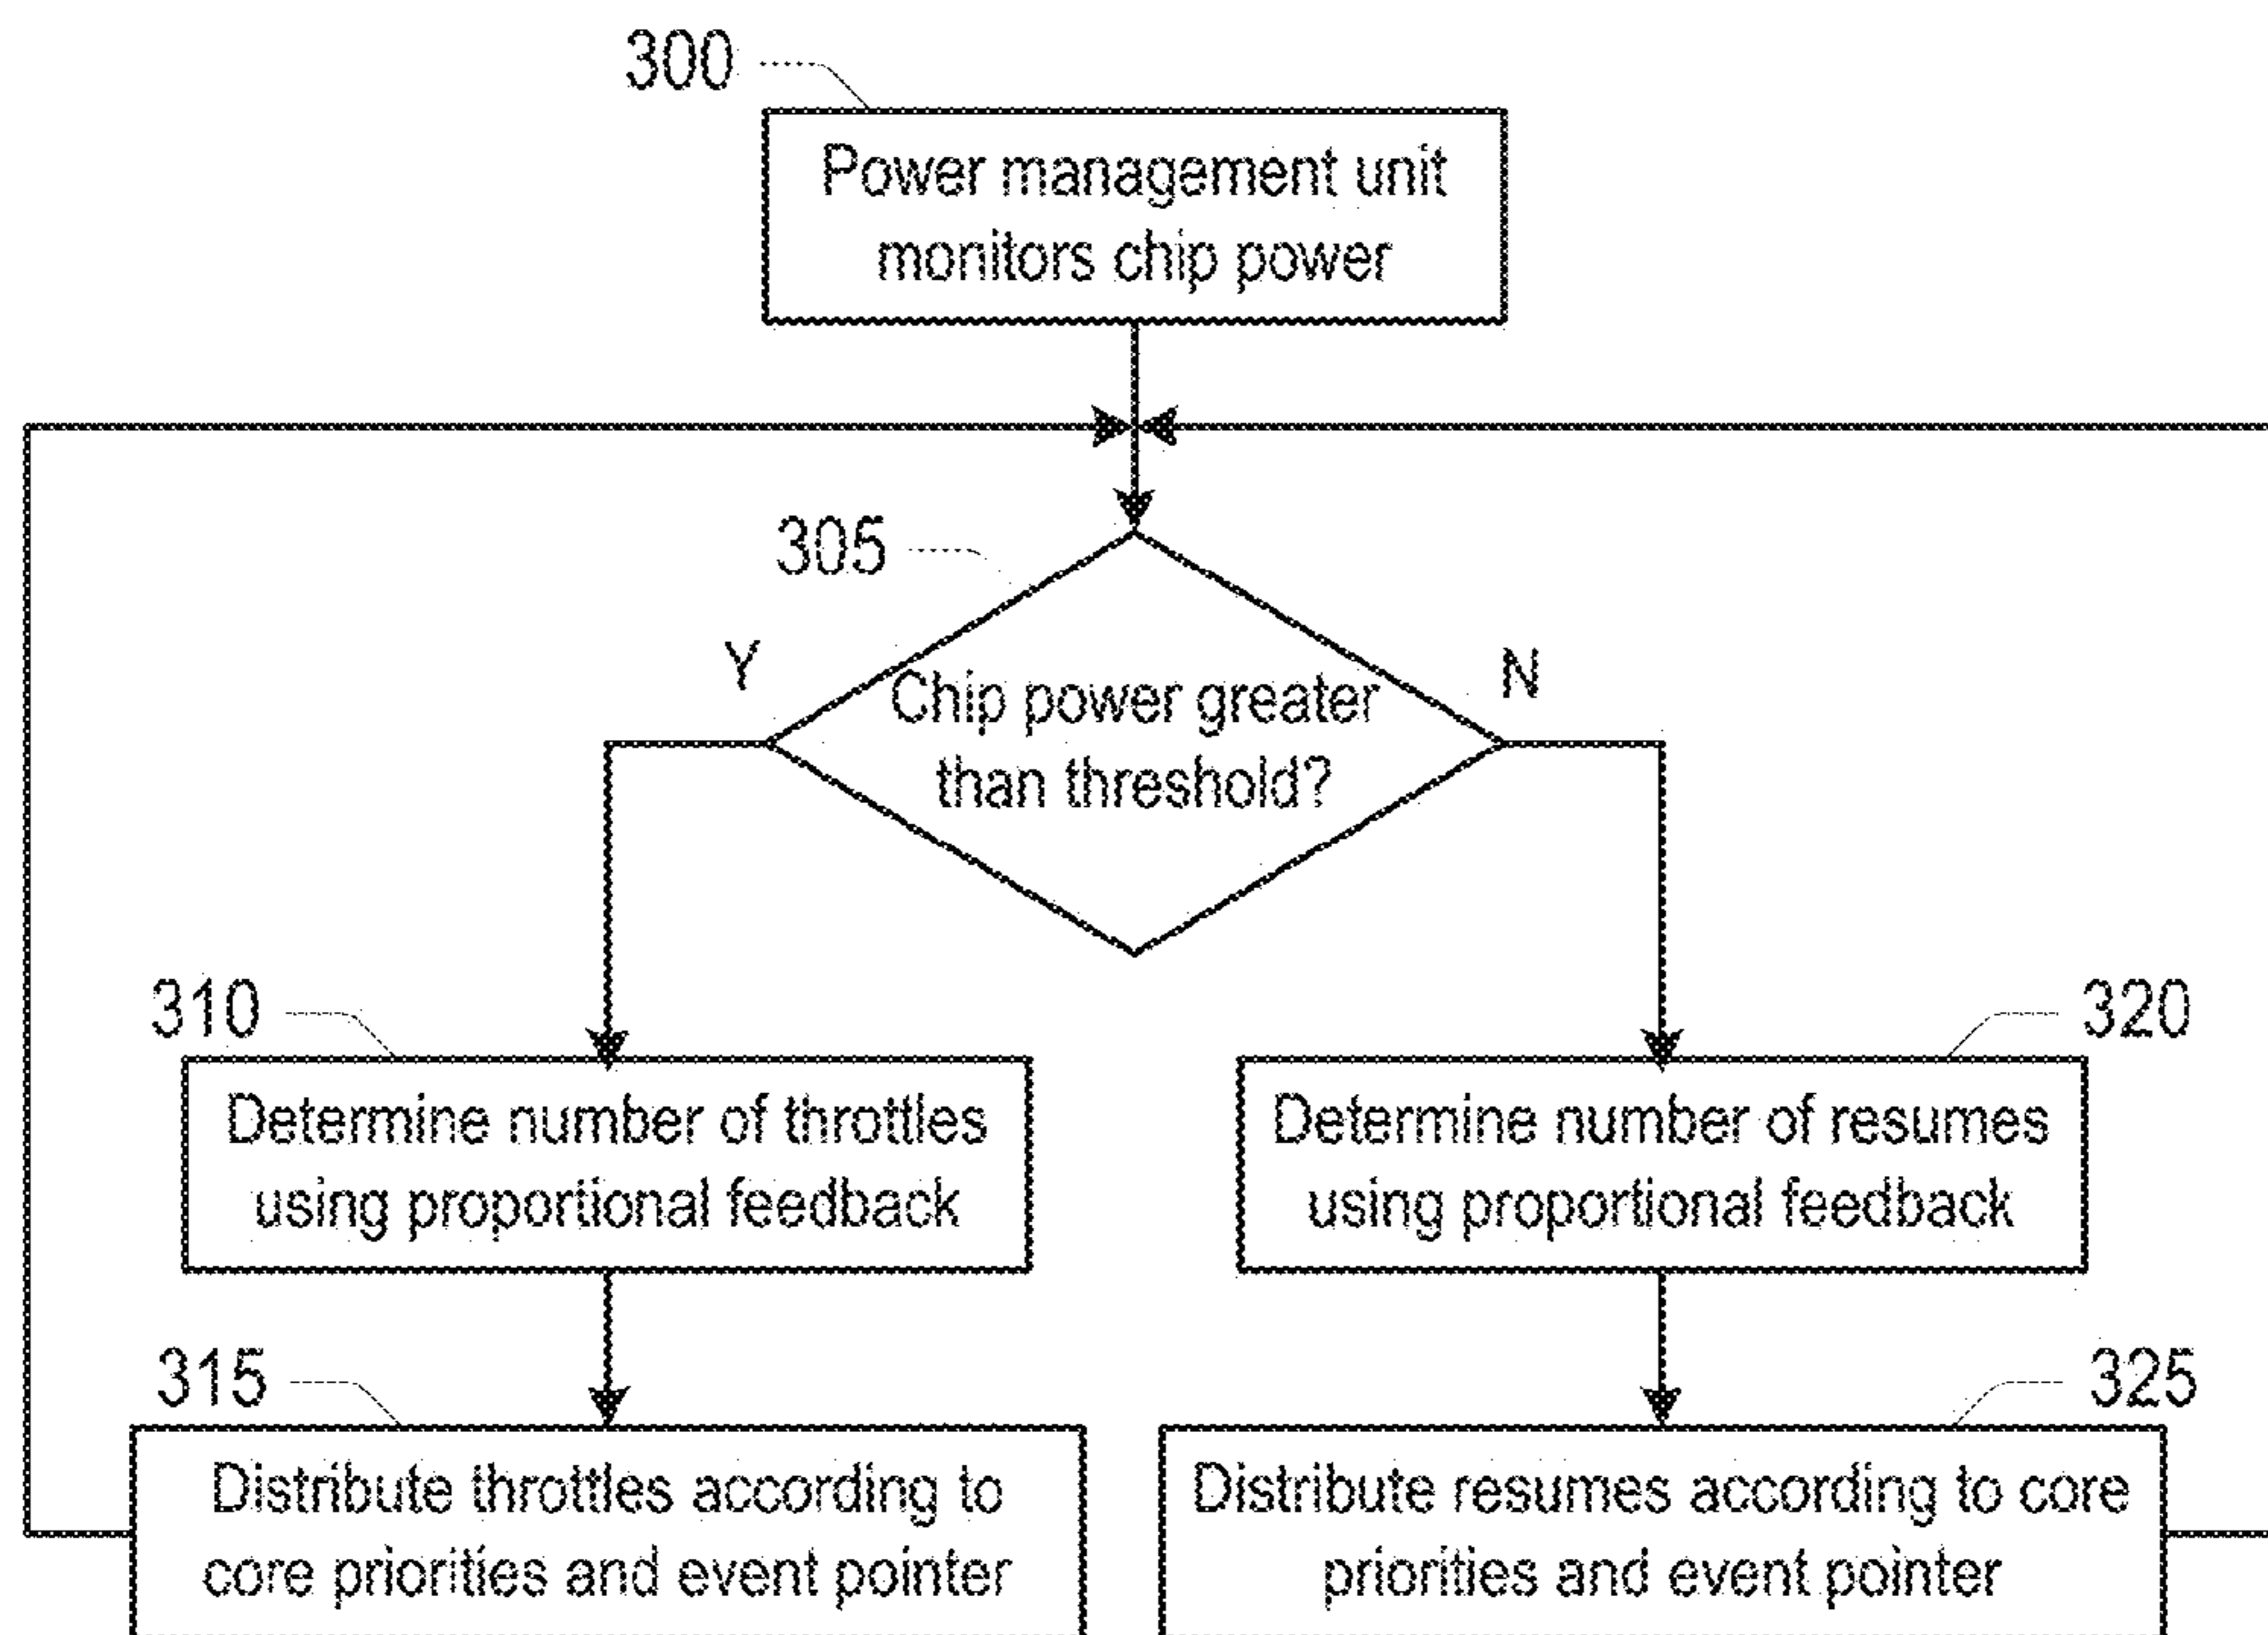 300
Power management unit
monitors chip power
305
Y
N
Chip power greater
than threshold?
310
320
Determine number of throttles
using proportional feedback
Determine number of resumes
using proportional feedback
315
325
Distribute throttles according to
core priorities and event pointer
Distribute resumes according to core
priorities and event pointer